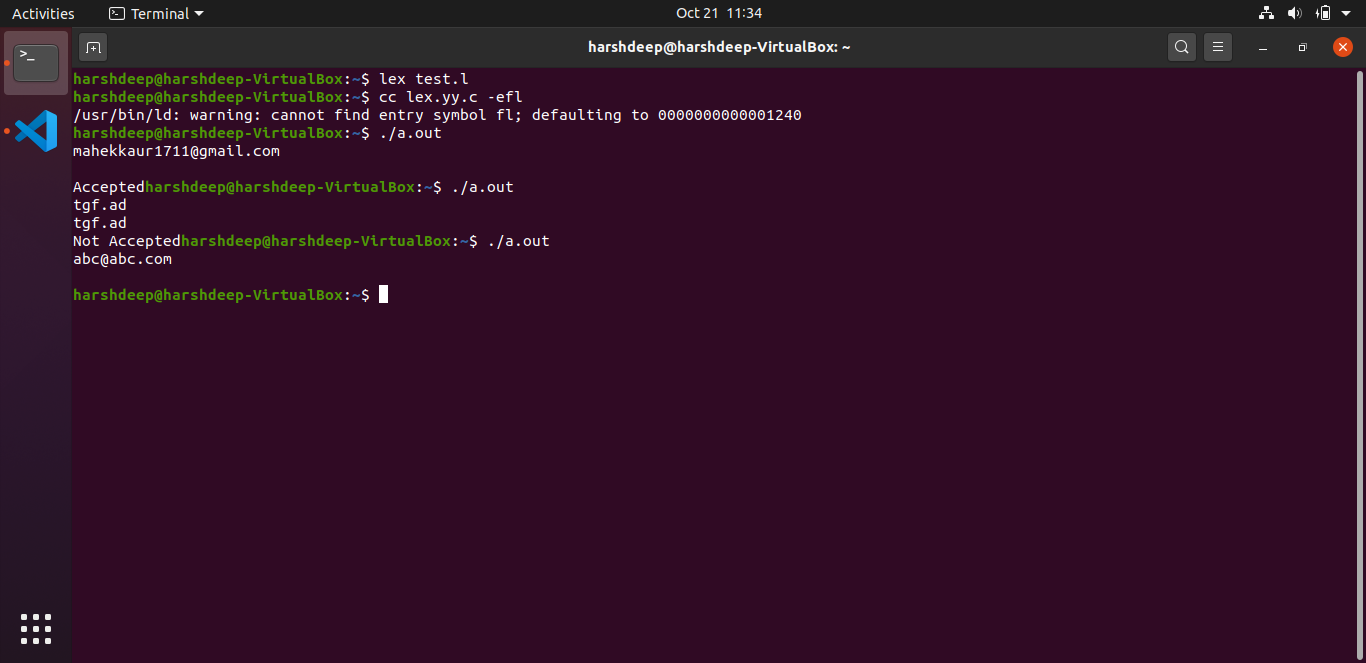 Activities
Terminal
Oct 21 11:34
harshdeep@harshdeep-VirtualBox: ~
harshdeep@harshdeep-VirtualBox:~$ lex test.l
harshdeep@harshdeep-VirtualBox:~$ cc lex.yy.c -efl
/usr/bin/ld: warning: cannot find entry symbol fl; defaulting to 0000000000001240
harshdeep@harshdeep-VirtualBox:~$ ./a.out
mahekkaur1711@gmail.com
Acceptedharshdeep@harshdeep-VirtualBox:~$ ./a.out
tgf.ad
tgf.ad
Not Acceptedharshdeep@harshdeep-VirtualBox:~$ ./a.out
abc@abc.com
harshdeep@harshdeep-VirtualBox:~$